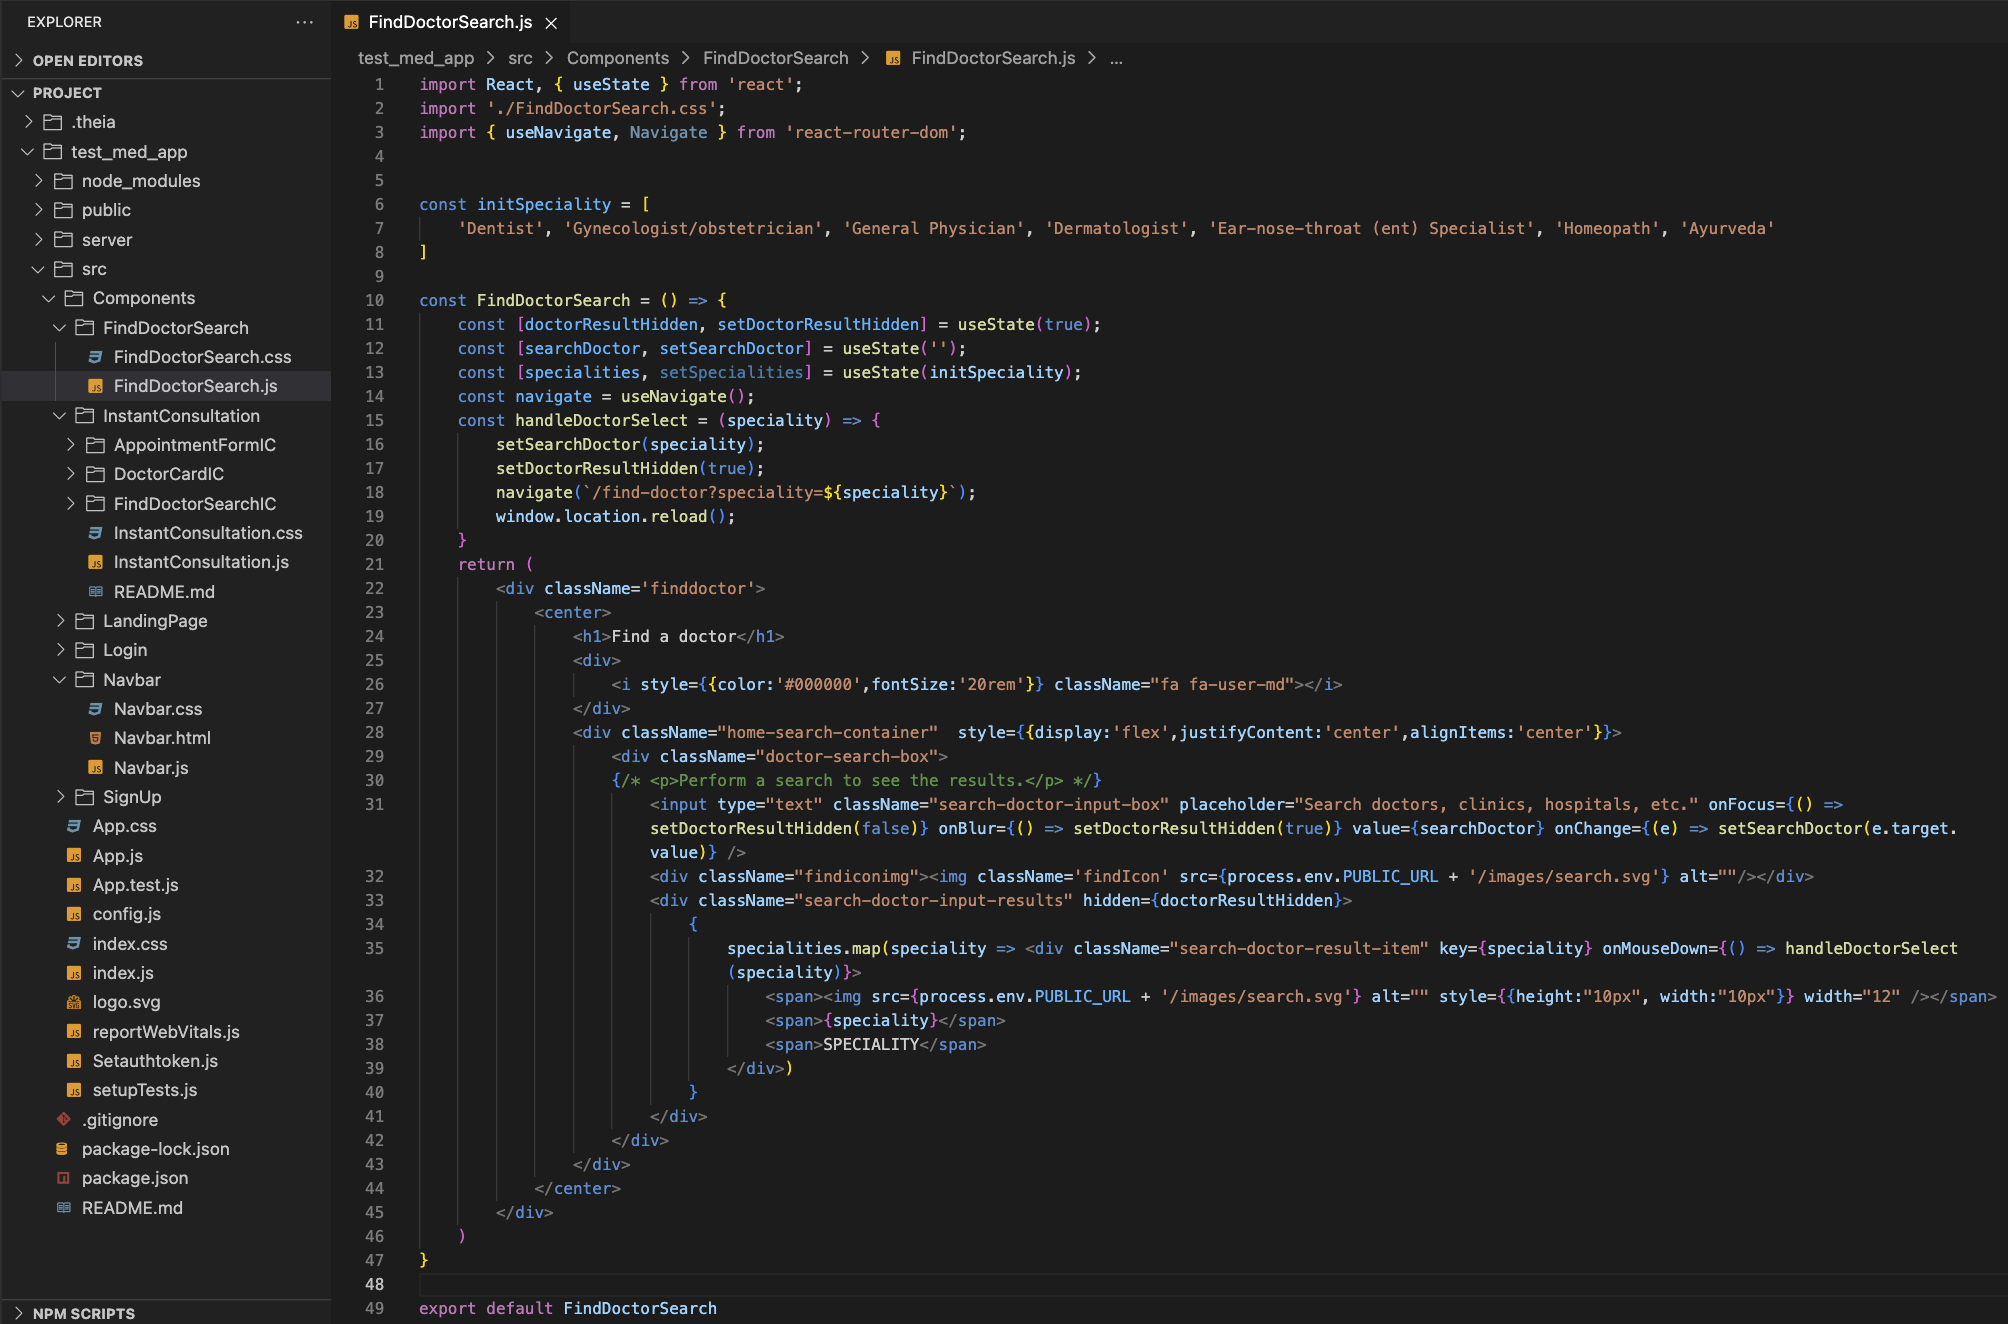 EXPLORER
OPEN EDITORS
PROJECT
.theia
test_med_app
node_modules
public
server
src
Components
FindDoctorSearch
FindDoctorSearch.css
FindDoctorSearch.js
InstantConsultation
AppointmentFormIC
DoctorCardIC
FindDoctorSearchIC
InstantConsultation.css
InstantConsultation.js
README.md
LandingPage
Login
Navbar
Navbar.css
Navbar.html
Navbar.js
SignUp
App.css
App.js
App.test.js
config.js
index.css
index.js
logo.svg
reportWebVitals.js
Setauthtoken.js
setupTests.js
.gitignore
package-lock.json
package.json
README.md
NPM SCRIPTS
JS FindDoctorSearch.js
test_med_app > src > Components > FindDoctorSearch > JS FindDoctorSearch.js > ...
1 import React, { useState } from 'react';
2 import './FindDoctorSearch.css';
3 import { useNavigate, Navigate } from 'react-router-dom';
4
5
6 const initSpeciality = [
7 'Dentist', 'Gynecologist/obstetrician', 'General Physician', 'Dermatologist', 'Ear-nose-throat (ent) Specialist', 'Homeopath', 'Ayurveda'
8 ]
9
10 const FindDoctorSearch = () => {
11 const [doctorResultHidden, setDoctorResultHidden] = useState(true);
12 const [searchDoctor, setSearchDoctor] = useState('');
13 const [specialities, setSpecialities] = useState(initSpeciality);
14 const navigate = useNavigate();
15 const handleDoctorSelect = (speciality) => {
16 setSearchDoctor(speciality);
17 setDoctorResultHidden(true);
18 navigate(`/find-doctor?speciality=${speciality}`);
19 window.location.reload();
20 }
21 return (
22 <div className='finddoctor'>
23 <center>
24 <h1>Find a doctor</h1>
25 <div>
26 <i style={{color:'#000000',fontSize:'20rem'}} className="fa fa-user-md"></i>
27 </div>
28 <div className="home-search-container"  style={{display:'flex',justifyContent:'center',alignItems:'center'}}>
29 <div className="doctor-search-box">
30 {/* <p>Perform a search to see the results.</p> */}
31 <input type="text" className="search-doctor-input-box" placeholder="Search doctors, clinics, hospitals, etc." onFocus={() =>
setDoctorResultHidden(false)} onBlur={() => setDoctorResultHidden(true)} value={searchDoctor} onChange={(e) => setSearchDoctor(e.target.
value)} />
32 <div className="findiconimg"><img className='findIcon' src={process.env.PUBLIC_URL + '/images/search.svg'} alt=""/></div>
33 <div className="search-doctor-input-results" hidden={doctorResultHidden}>
34 {
35 specialities.map(speciality => <div className="search-doctor-result-item" key={speciality} onMouseDown={() => handleDoctorSelect
(speciality)}>
36 <span><img src={process.env.PUBLIC_URL + '/images/search.svg'} alt="" style={{height:"10px", width:"10px"}} width="12" /></span>
37 <span>{speciality}</span>
38 <span>SPECIALITY</span>
39 </div>)
40 }
41 </div>
42 </div>
43 </div>
44 </center>
45 </div>
46 )
47 }
48
49 export default FindDoctorSearch